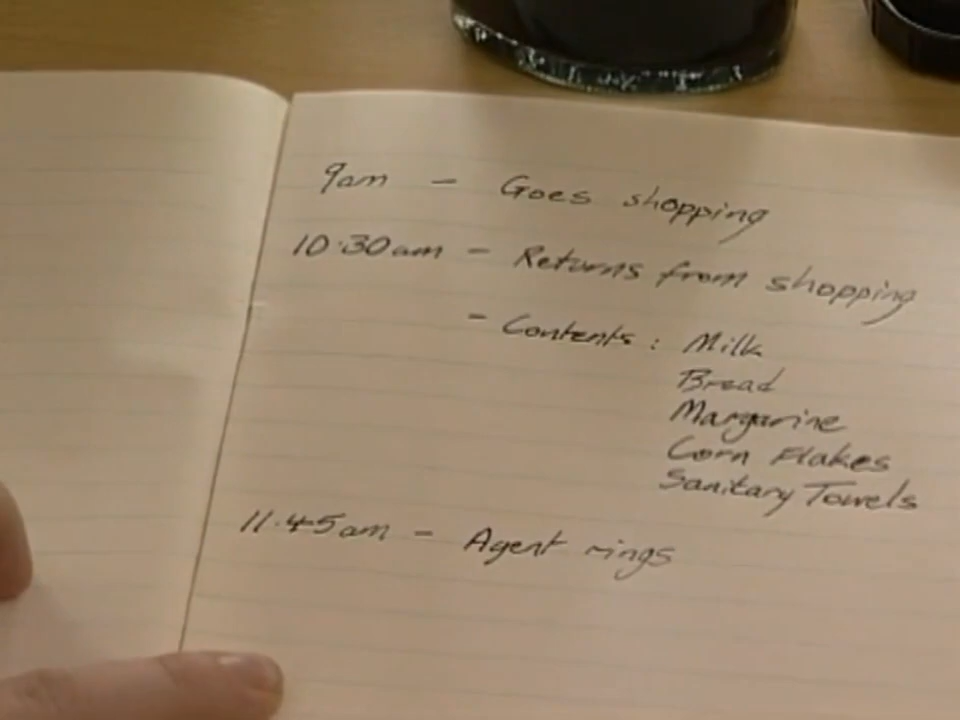 9am - Goes shopping
10.30am - Returns from shopping
- Contents: Milk
Bread
Margarine
Corn Flakes
Sanitary Towels
11.45am - Agent rings